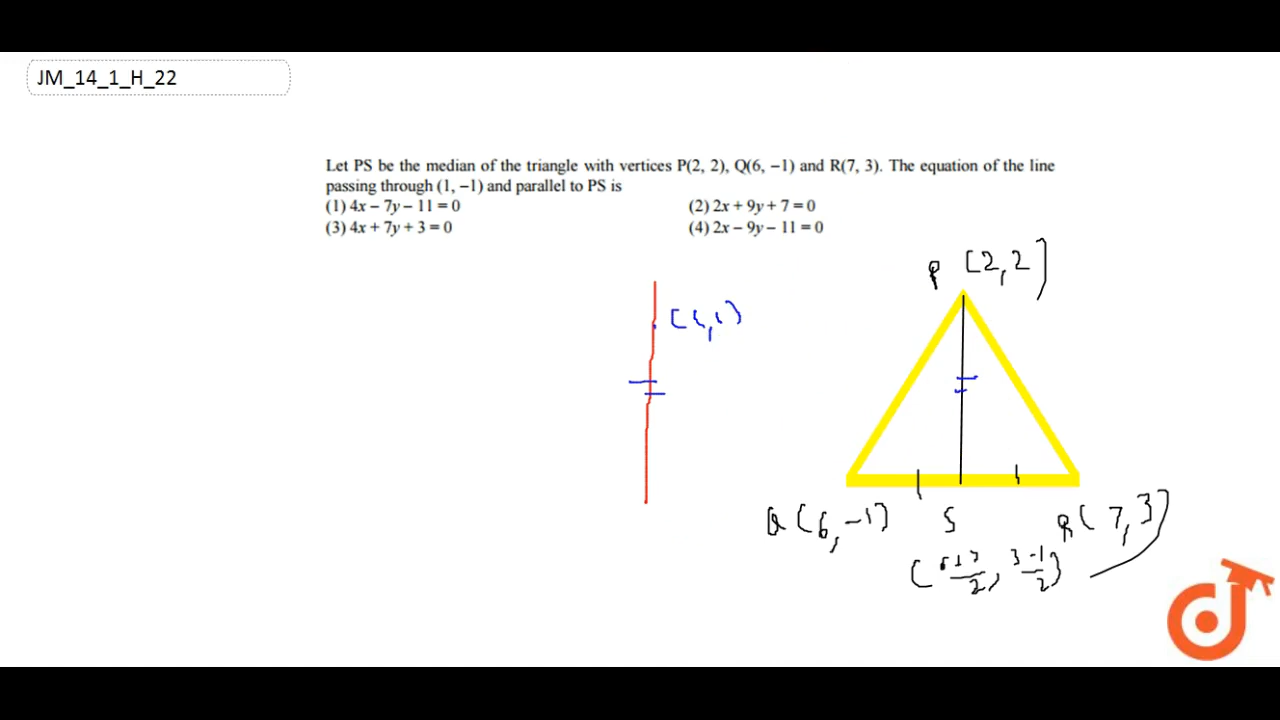 JM_14_1_H_22
Let PS be the median of the triangle with vertices P(2, 2), Q(6, −1) and R(7, 3). The equation of the line
passing through (1, −1) and parallel to PS is
(1) 4x − 7y − 11 = 0 (2) 2x + 9y + 7 = 0
(3) 4x + 7y + 3 = 0 (4) 2x − 9y − 11 = 0
P [2,2]
Q(6,-1) S R(7,3)